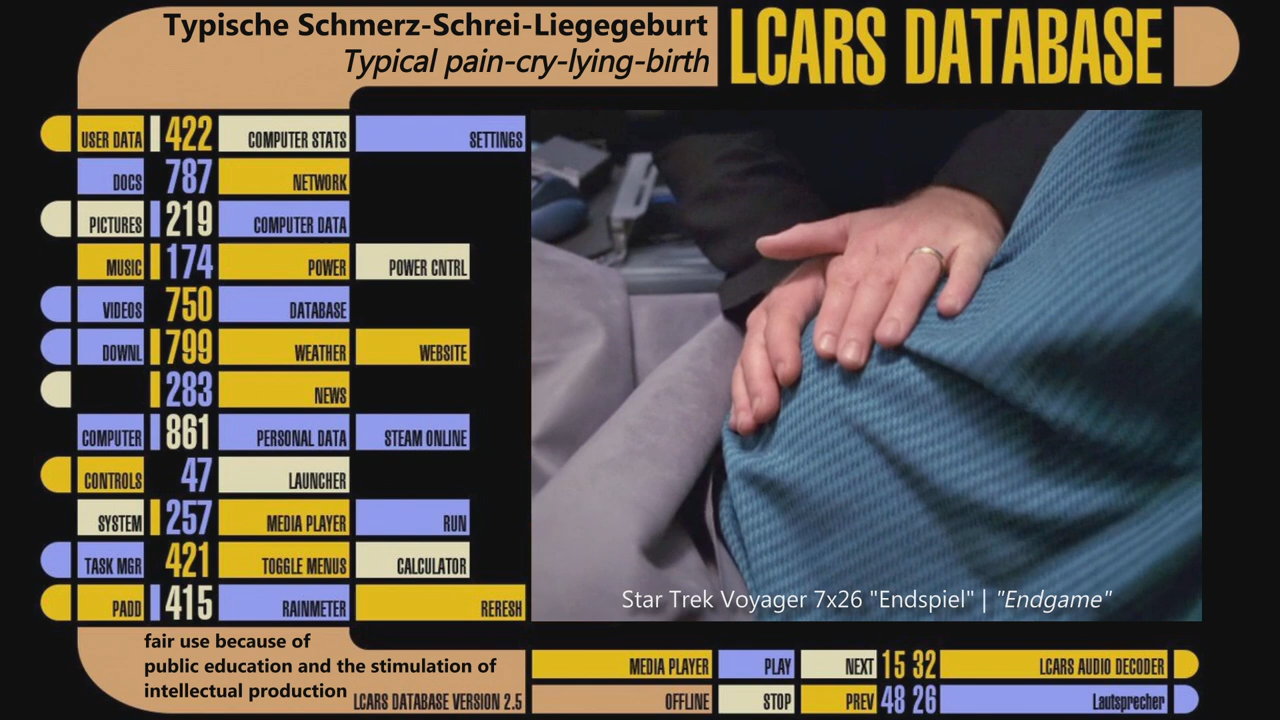 Typische Schmerz-Schrei-Liegegeburt
Typical pain-cry-lying-birth
LCARS DATABASE
USER DATA 422 COMPUTER STATS SETTINGS
DOCS 787 NETWORK
PICTURES 219 COMPUTER DATA
MUSIC 174 POWER POWER CNTRL
VIDEOS 750 DATABASE
DOWNL 799 WEATHER WEBSITE
283 NEWS
COMPUTER 861 PERSONAL DATA STEAM ONLINE
CONTROLS 47 LAUNCHER
SYSTEM 257 MEDIA PLAYER RUN
TASK MGR 421 TOGGLE MENUS CALCULATOR
PADD 415 RAINMETER RERESH
Star Trek Voyager 7x26 "Endspiel" | "Endgame"
fair use because of
public education and the stimulation of
intellectual production
LCARS DATABASE VERSION 2.5
MEDIA PLAYER PLAY NEXT 15 32 LCARS AUDIO DECODER
OFFLINE STOP PREV 48 26 Lautsprecher